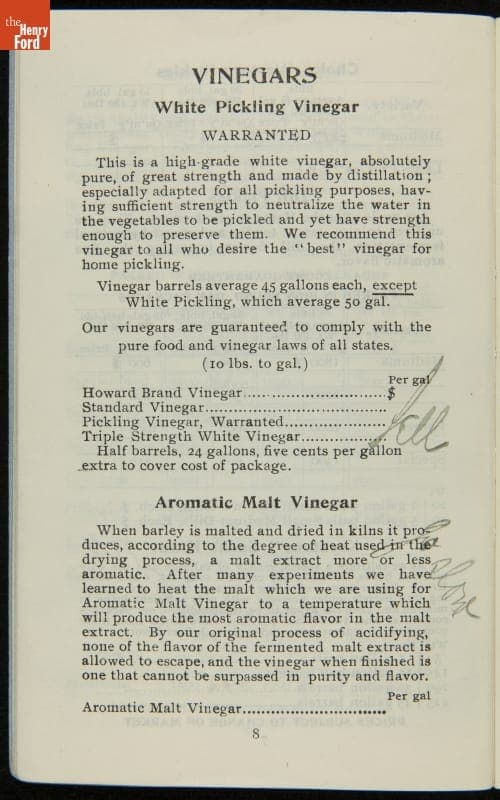 the
Henry
Ford
VINEGARS
White Pickling Vinegar
WARRANTED
This is a high-grade white vinegar, absolutely
pure, of great strength and made by distillation;
especially adapted for all pickling purposes, hav-
ing sufficient strength to neutralize the water in
the vegetables to be pickled and yet have strength
enough to preserve them. We recommend this
vinegar to all who desire the "best" vinegar for
home pickling.
Vinegar barrels average 45 gallons each, except
White Pickling, which average 50 gal.
Our vinegars are guaranteed to comply with the
pure food and vinegar laws of all states.
(10 lbs. to gal.)
Per gal
Howard Brand Vinegar..............................$
Standard Vinegar.......................................
Pickling Vinegar, Warranted......................
Triple Strength White Vinegar..................
Half barrels, 24 gallons, five cents per gallon
extra to cover cost of package.
Aromatic Malt Vinegar
When barley is malted and dried in kilns it pro-
duces, according to the degree of heat used in the
drying process, a malt extract more or less
aromatic. After many experiments we have
learned to heat the malt which we are using for
Aromatic Malt Vinegar to a temperature which
will produce the most aromatic flavor in the malt
extract. By our original process of acidifying,
none of the flavor of the fermented malt extract is
allowed to escape, and the vinegar when finished is
one that cannot be surpassed in purity and flavor.
Per gal
Aromatic Malt Vinegar..............................
8